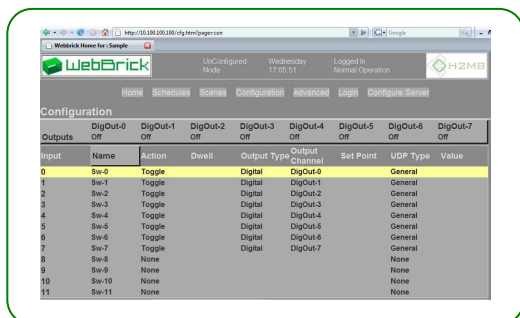 http://10.100.100.100/cfg.htm?page=con
Google
Webbrick Home for : Sample
WebBrick
UnConfigured Node
Wednesday 17:05:51
Logged In Normal Operation
H2MB
Home Schedules Scenes Configuration Advanced Login Configure Server
Configuration
DigOut-0 DigOut-1 DigOut-2 DigOut-3 DigOut-4 DigOut-5 DigOut-6 DigOut-7
Outputs Off Off Off Off Off Off Off Off
Input Name Action Dwell Output Type Output Channel Set Point UDP Type Value
0 Sw-0 Toggle Digital DigOut-0 General
1 Sw-1 Toggle Digital DigOut-1 General
2 Sw-2 Toggle Digital DigOut-2 General
3 Sw-3 Toggle Digital DigOut-3 General
4 Sw-4 Toggle Digital DigOut-4 General
5 Sw-5 Toggle Digital DigOut-5 General
6 Sw-6 Toggle Digital DigOut-6 General
7 Sw-7 Toggle Digital DigOut-7 General
8 Sw-8 None None
9 Sw-9 None None
10 Sw-10 None None
11 Sw-11 None None